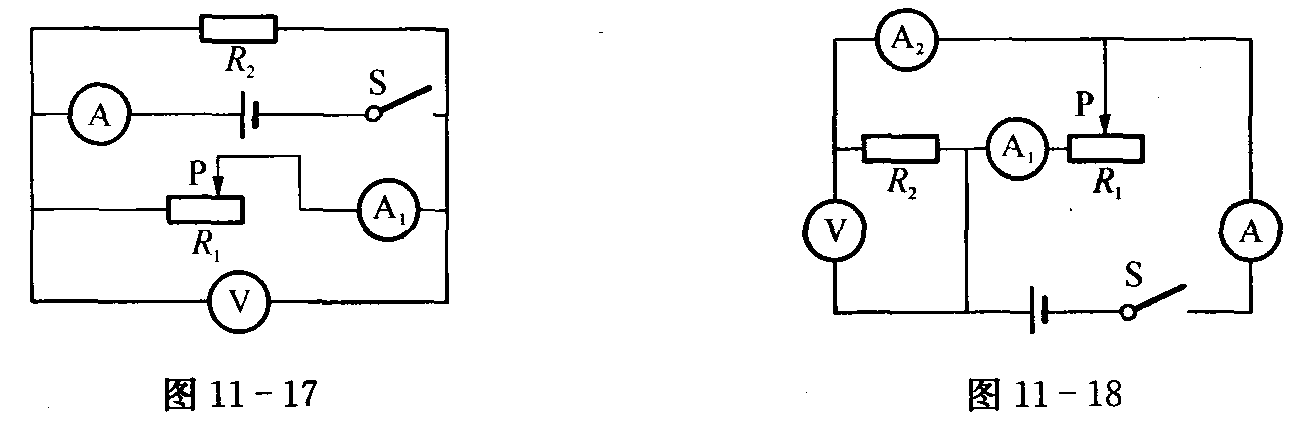 R₂
S
A
P
R₁
A₁
V
图 11-17
A₂
P
R₂
A₁
R₁
V
A
S
图 11-18